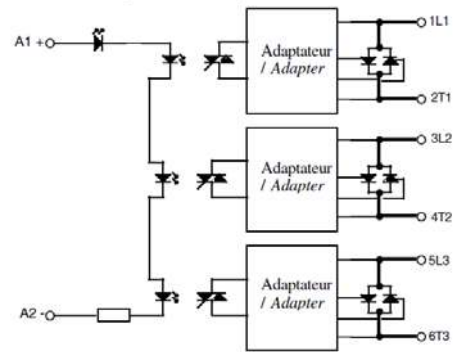 1L1
A1 +
Adaptateur
/ Adapter
2T1
3L2
Adaptateur
/ Adapter
4T2
5L3
Adaptateur
/ Adapter
A2 -
6T3